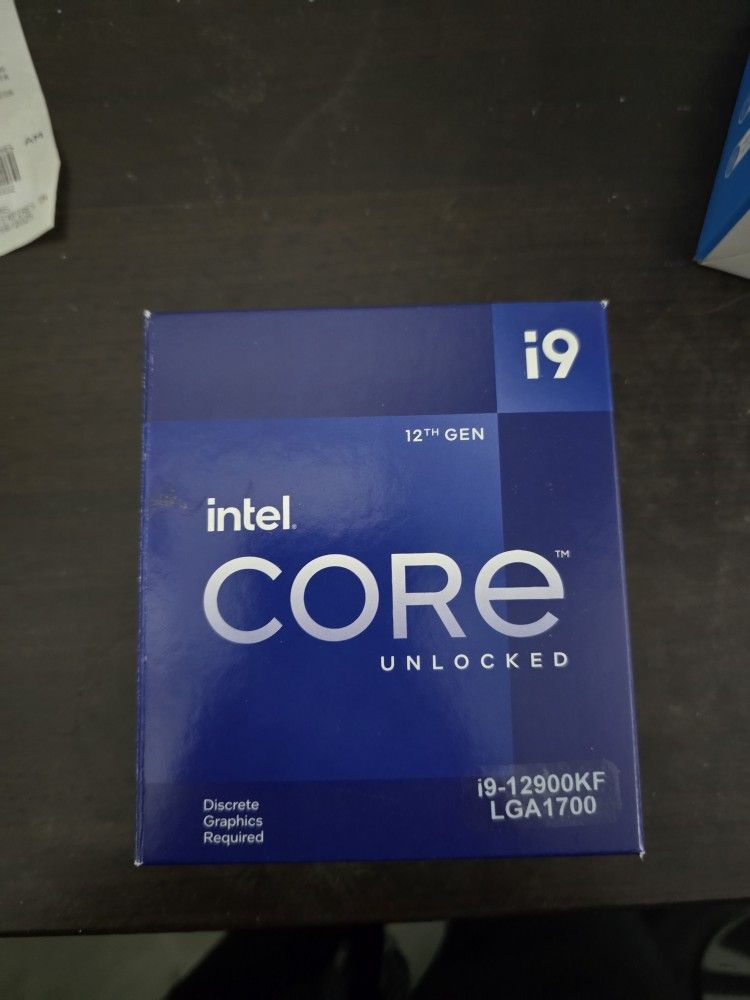 i9
12TH GEN
intel.
CORE™
UNLOCKED
i9-12900KF
LGA1700
Discrete
Graphics
Required